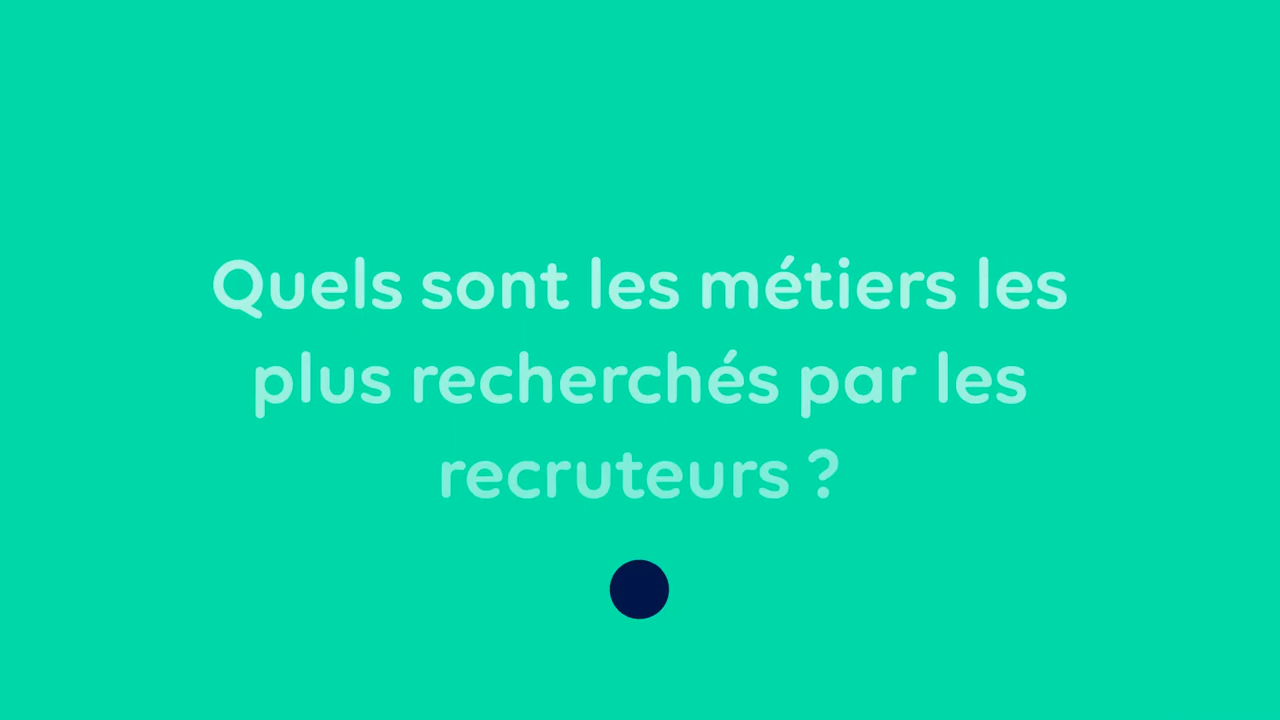 Quels sont les métiers les
plus recherchés par les
recruteurs ?